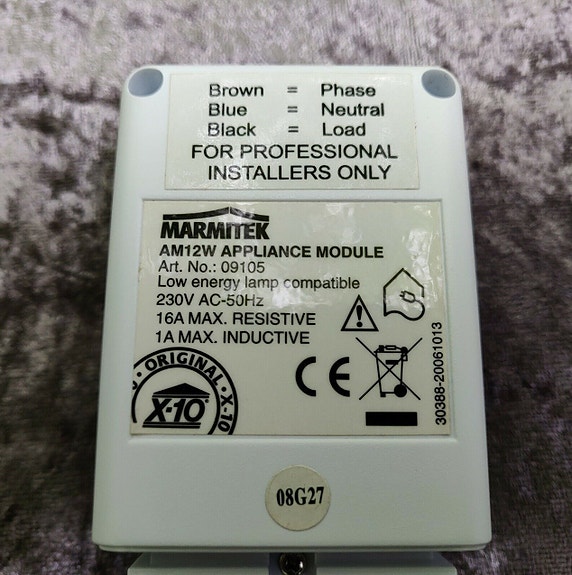 Brown = Phase
Blue = Neutral
Black = Load
FOR PROFESSIONAL
INSTALLERS ONLY
MARMITEK
AM12W APPLIANCE MODULE
Art. No.: 09105
Low energy lamp compatible
230V AC-50Hz
16A MAX. RESISTIVE
1A MAX. INDUCTIVE
CE
30388-20061013
· ORIGINAL · X-10
X-10®
08G27